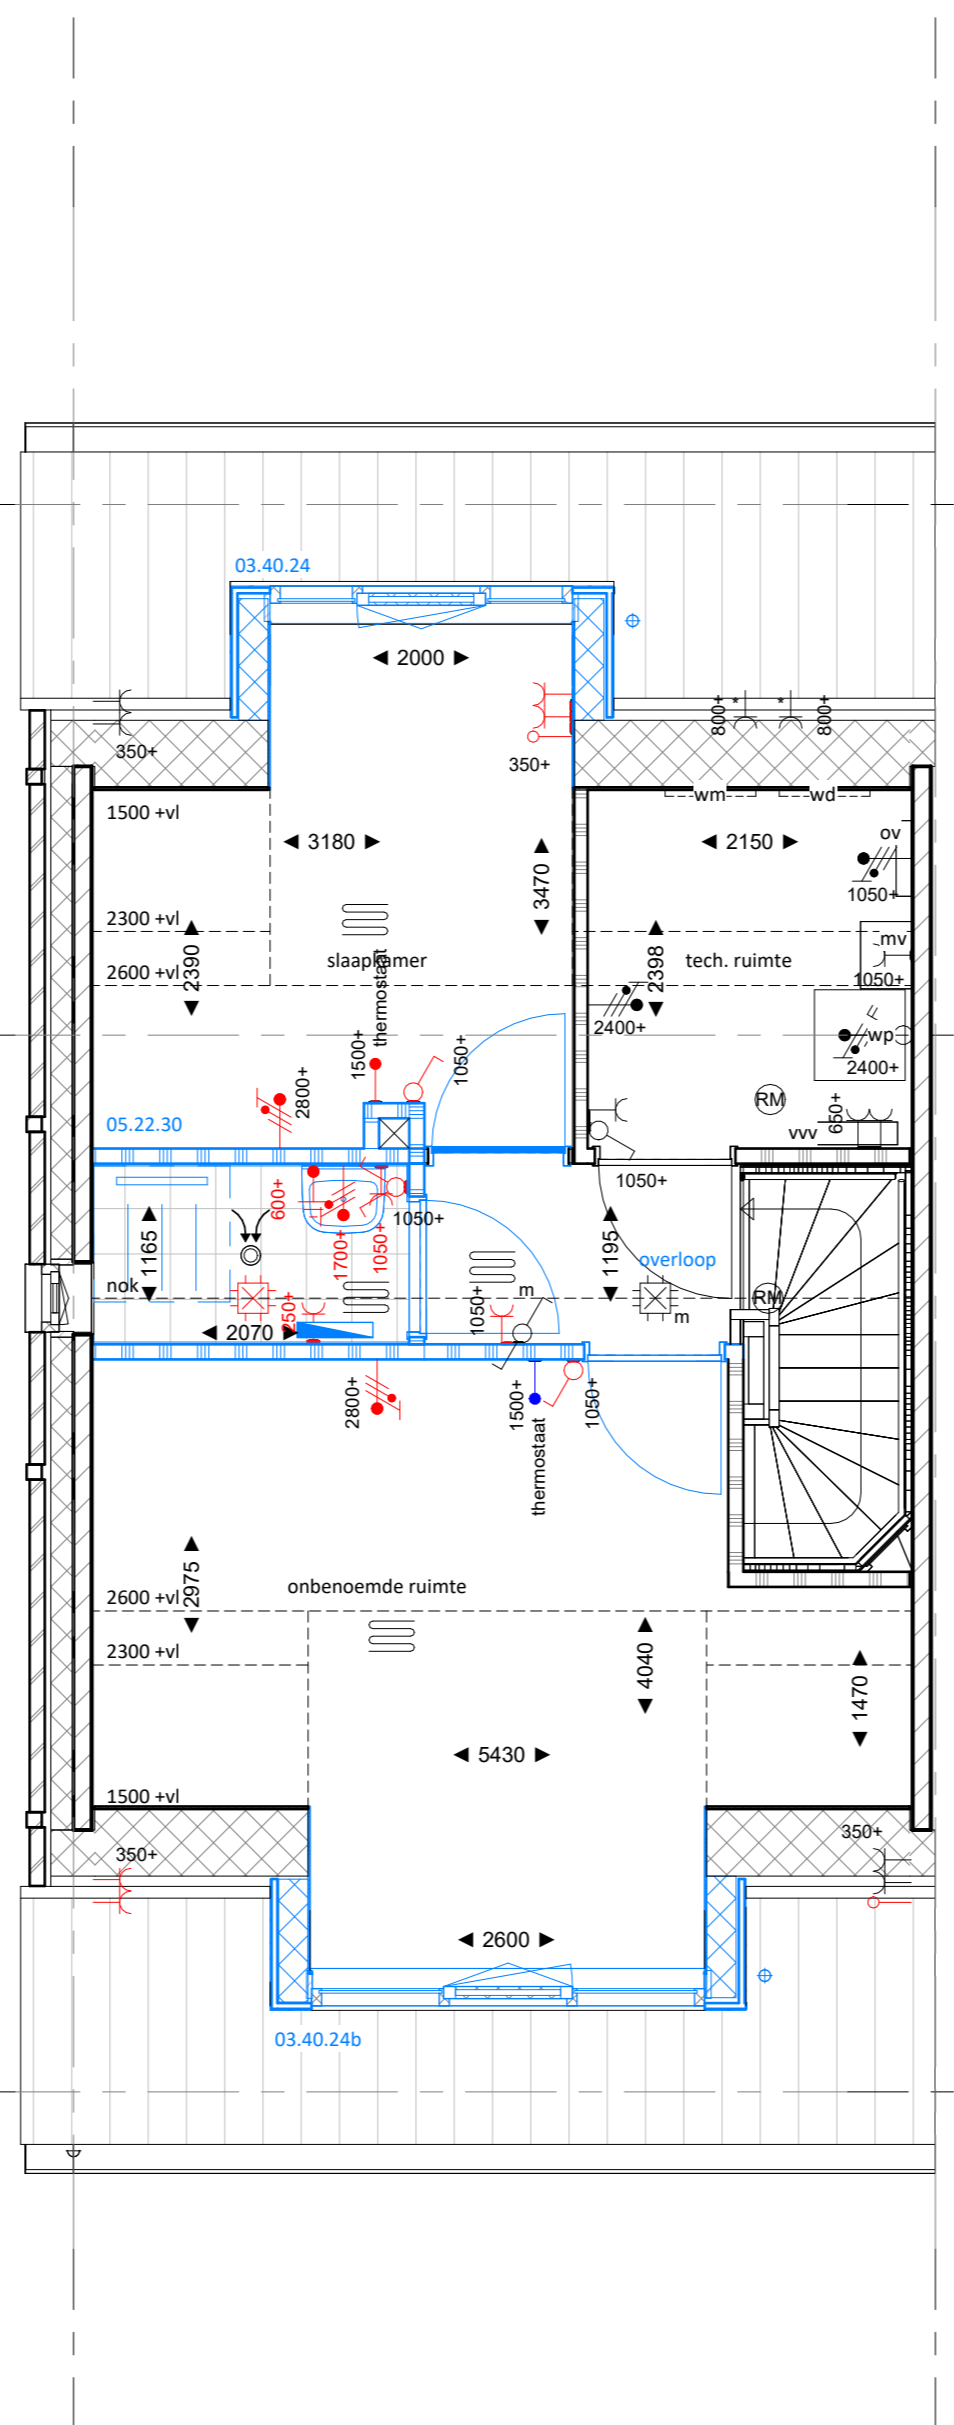 03.40.24
2000
350+
350+
800+
*
*
800+
1500 +vl
wm
wd
3180
2150
ov
3470
1050+
2300 +vl
2390
2398
mv
slaapkamer
tech. ruimte
2600 +vl
1050+
thermostaat
2400+
wp
2400+
1500+
1050+
2800+
RM
650+
05.22.30
vvv
1050+
600+
1050+
1165
1700+
1050+
1195
overloop
nok
250+
1050+
m
RM
m
2070
2800+
1500+
1050+
thermostaat
2975
onbenoemde ruimte
2600 +vl
2300 +vl
4040
1470
5430
1500 +vl
350+
350+
2600
03.40.24b